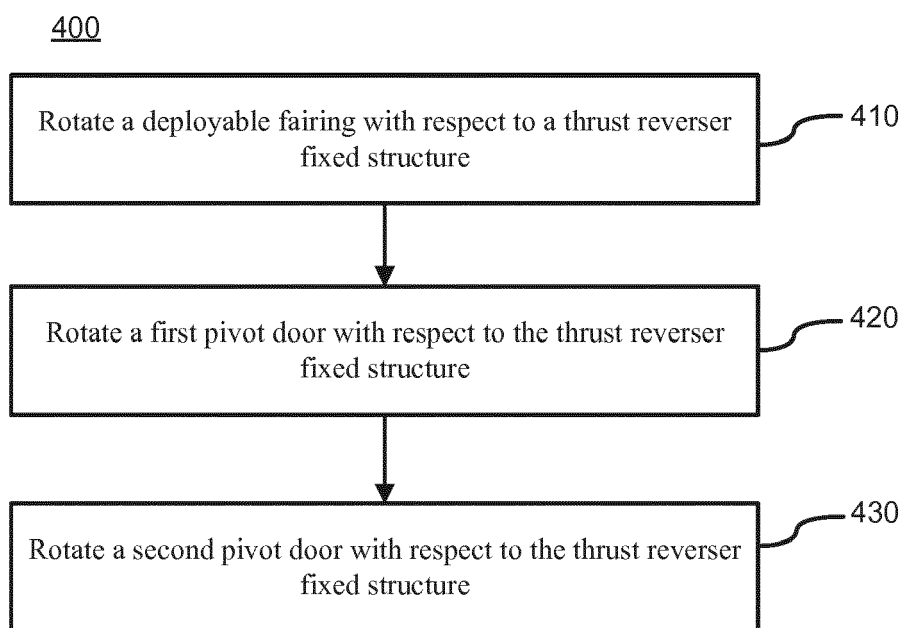 400
Rotate a deployable fairing with respect to a thrust reverser
fixed structure
410
Rotate a first pivot door with respect to the thrust reverser
fixed structure
420
Rotate a second pivot door with respect to the thrust reverser
fixed structure
430